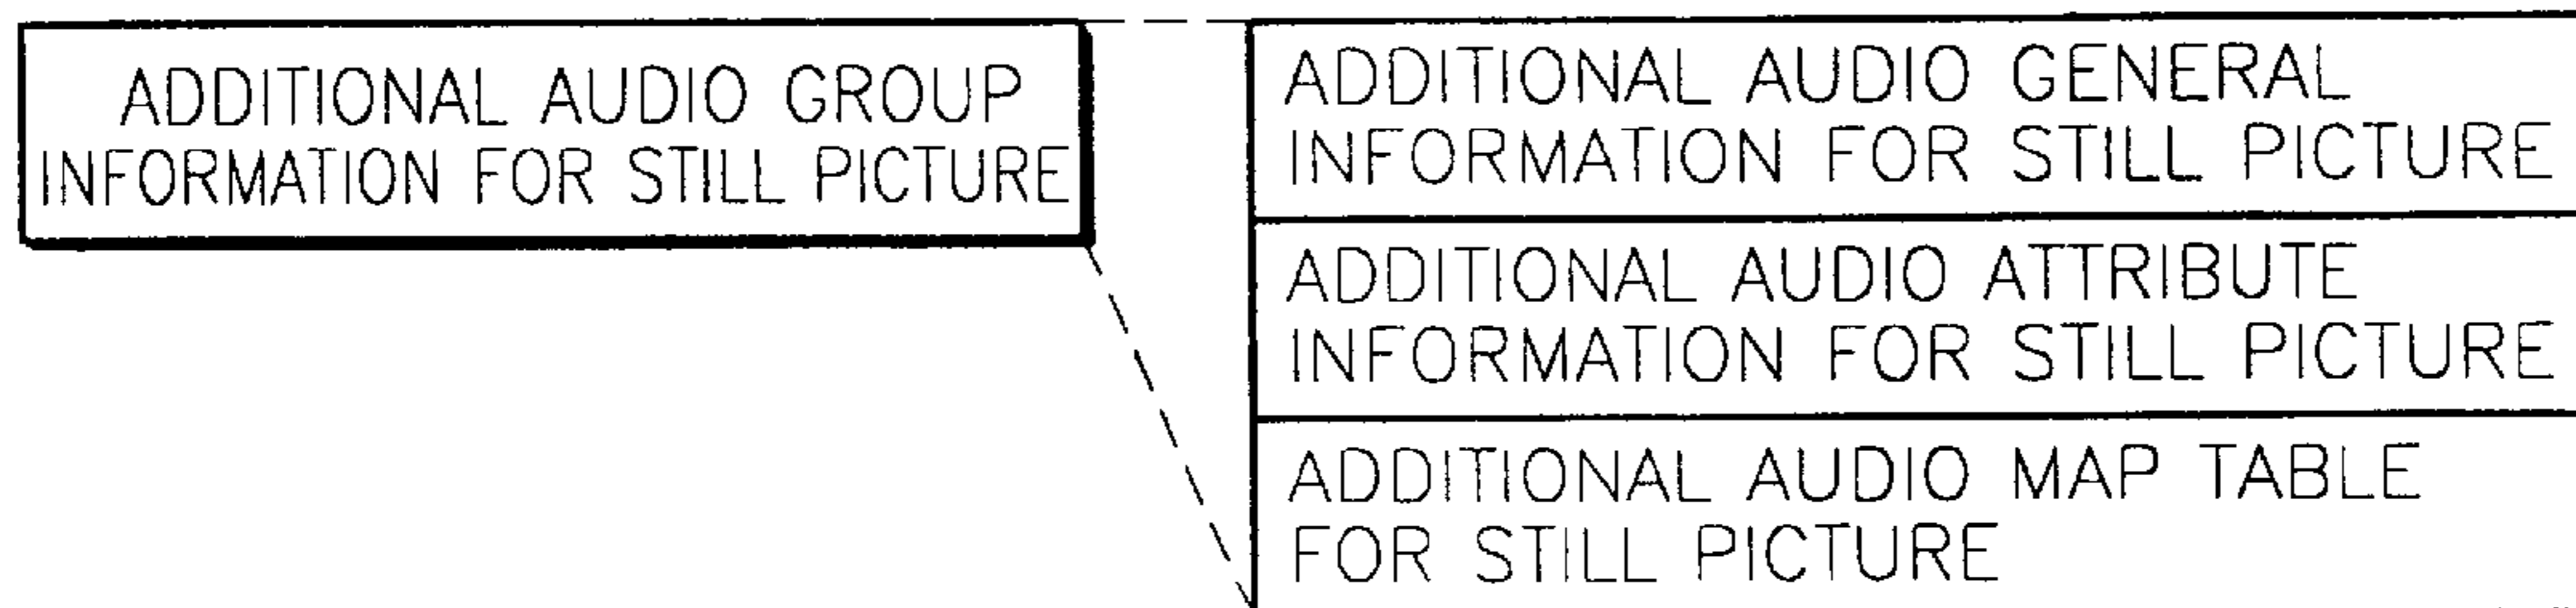 ADDITIONAL AUDIO GROUP
INFORMATION FOR STILL PICTURE
ADDITIONAL AUDIO GENERAL
INFORMATION FOR STILL PICTURE
ADDITIONAL AUDIO ATTRIBUTE
INFORMATION FOR STILL PICTURE
ADDITIONAL AUDIO MAP TABLE
FOR STILL PICTURE